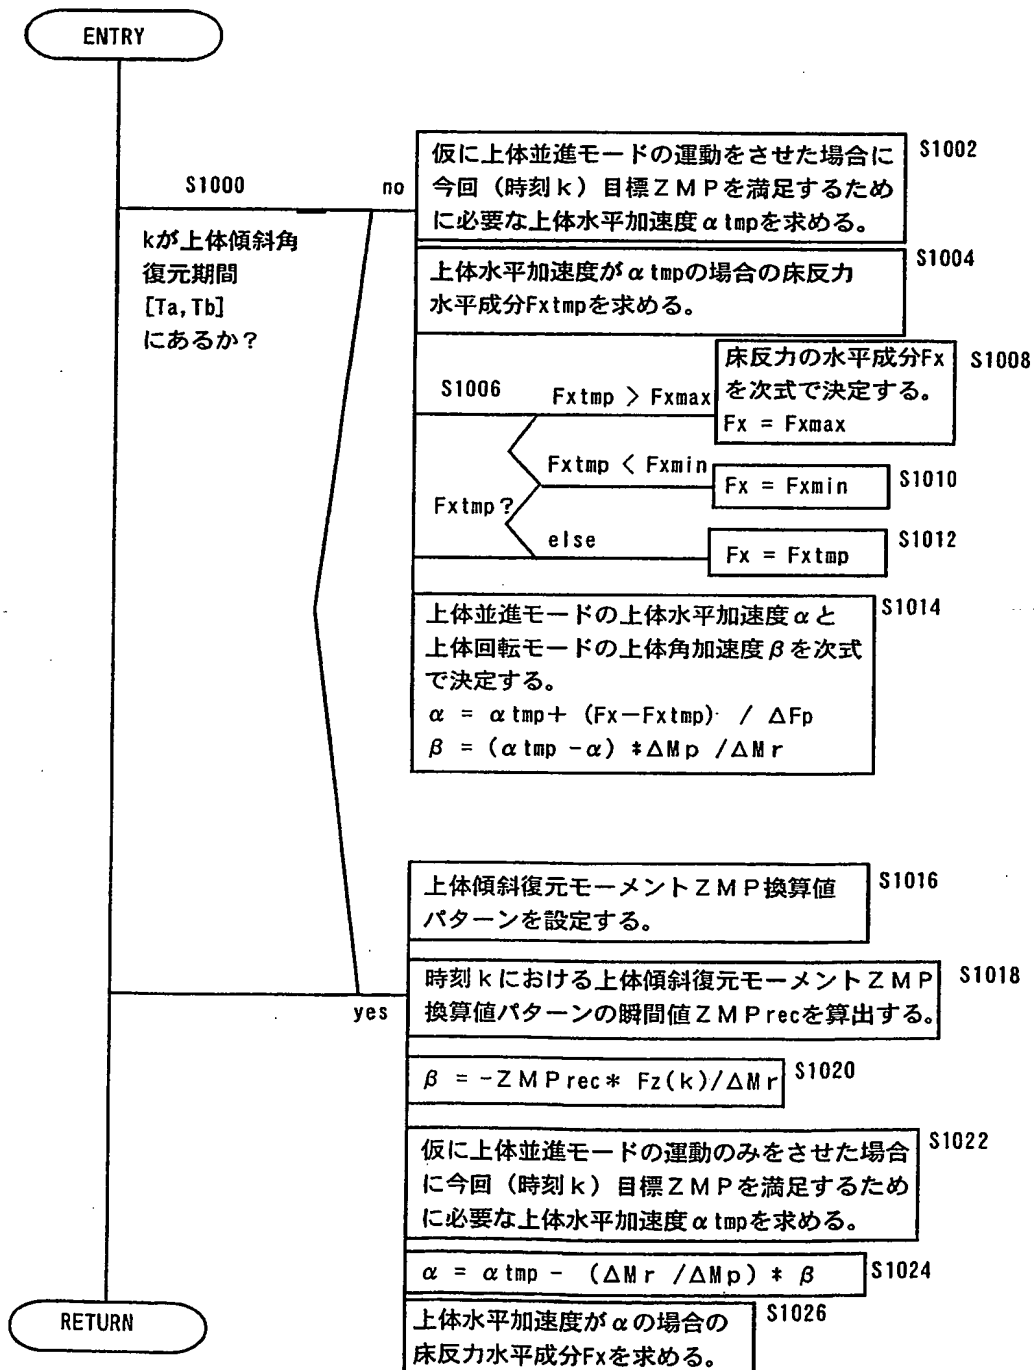 ENTRY
S1000
no
kが上体傾斜角
復元期間
[Ta, Tb]
にあるか?
仮に上体並進モードの運動をさせた場合に
今回（時刻k）目標ZMPを満足するため
に必要な上体水平加速度αtmpを求める。
S1002
上体水平加速度がαtmpの場合の床反力
水平成分Fxtmpを求める。
S1004
S1006
Fxtmp?
Fxtmp > Fxmax
床反力の水平成分Fx
を次式で決定する。
Fx = Fxmax
S1008
Fxtmp < Fxmin
Fx = Fxmin
S1010
else
Fx = Fxtmp
S1012
上体並進モードの上体水平加速度αと
上体回転モードの上体角加速度βを次式
で決定する。
α = αtmp+ (Fx-Fxtmp) / ΔFp
β = (αtmp -α) *ΔMp /ΔMr
S1014
yes
上体傾斜復元モーメントZMP換算値
パターンを設定する。
S1016
時刻kにおける上体傾斜復元モーメントZMP
換算値パターンの瞬間値ZMPrecを算出する。
S1018
β = -ZMPrec* Fz(k)/ΔMr
S1020
仮に上体並進モードの運動のみをさせた場合
に今回（時刻k）目標ZMPを満足するため
に必要な上体水平加速度αtmpを求める。
S1022
α = αtmp - (ΔMr /ΔMp) * β
S1024
上体水平加速度がαの場合の
床反力水平成分Fxを求める。
S1026
RETURN